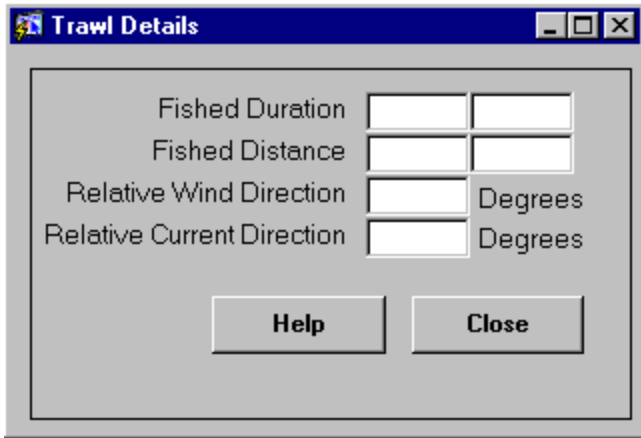 Trawl Details
Fished Duration
Fished Distance
Relative Wind Direction Degrees
Relative Current Direction Degrees
Help Close